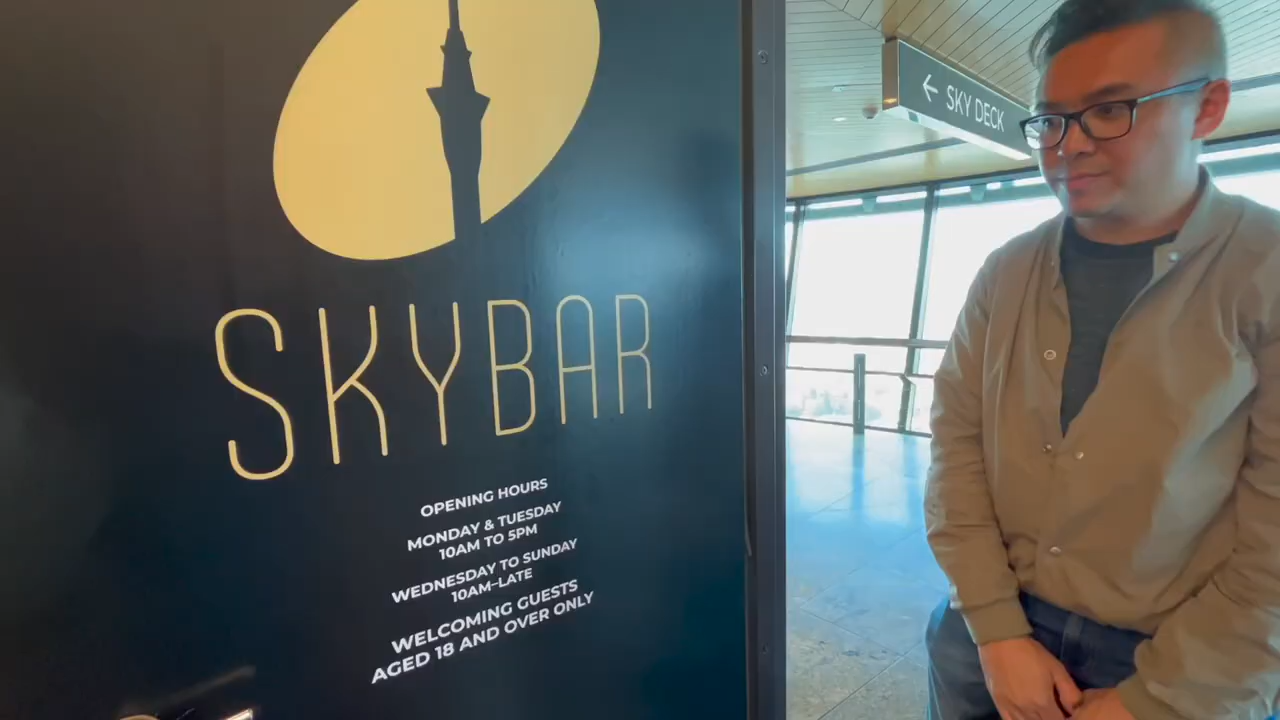 ← SKY DECK
SKYBAR
OPENING HOURS
MONDAY & TUESDAY
10AM TO 5PM
WEDNESDAY TO SUNDAY
10AM–LATE
WELCOMING GUESTS
AGED 18 AND OVER ONLY